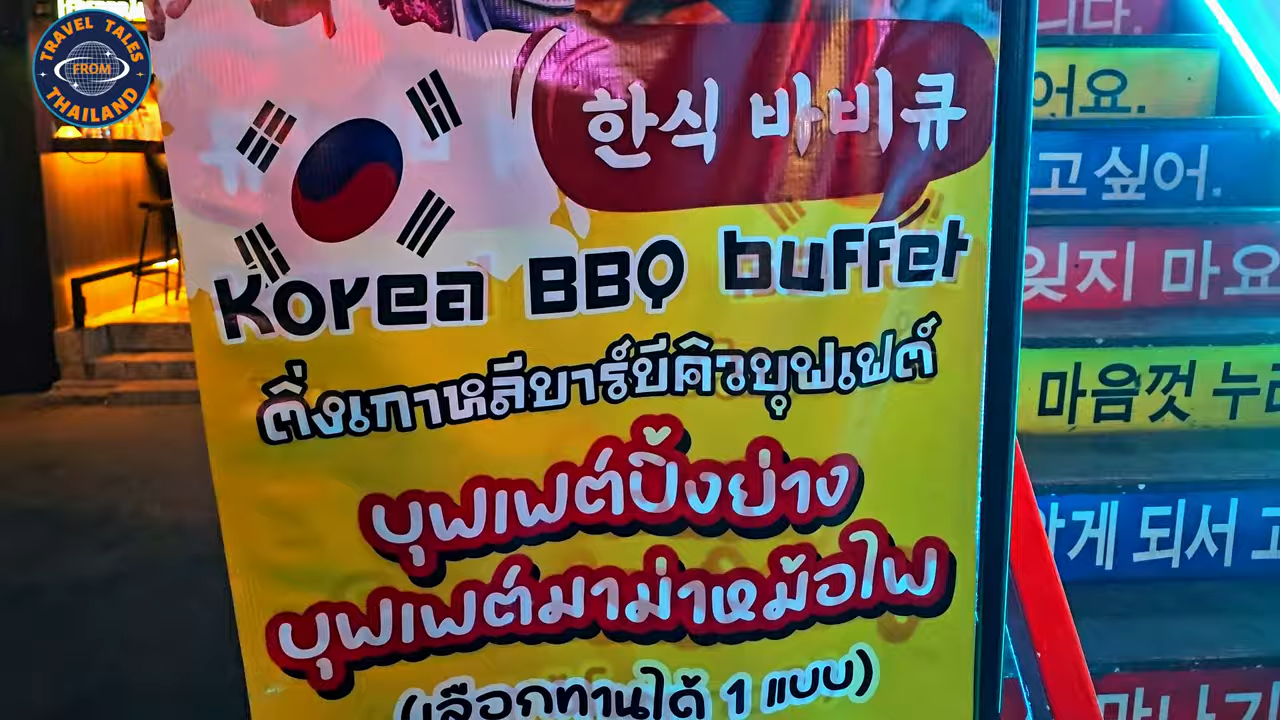 TRAVEL TALES
FROM
THAILAND
한식 바비큐
Korea BBQ buffet
ติ่งเกาหลีบาร์บีคิวบุฟเฟต์
บุฟเฟต์ปิ้งย่าง
บุฟเฟต์มาม่าหม้อไฟ
(เลือกทานได้ 1 แบบ)
니다.
어요.
고 싶어.
잊지 마요
마음껏 누
게 되서 고
만나